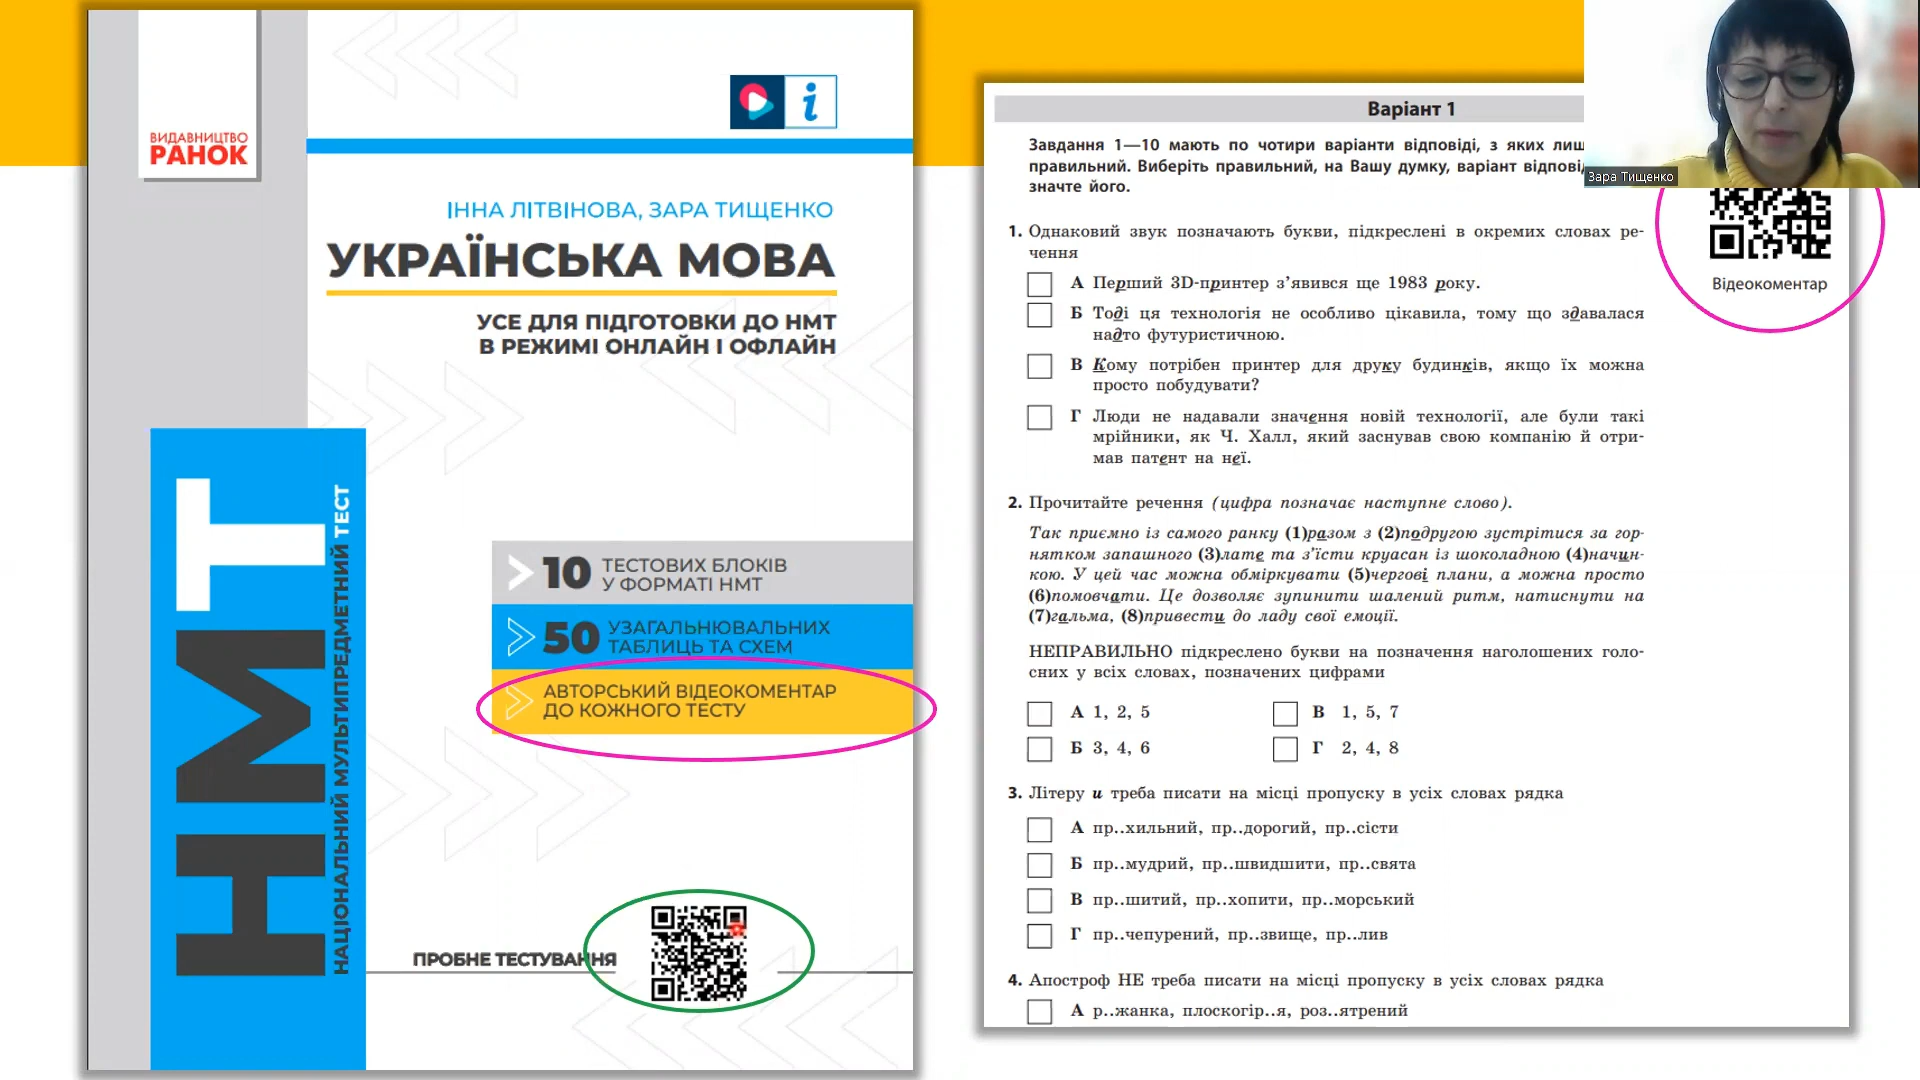 ВИДАВНИЦТВО
РАНОК
ІННА ЛІТВІНОВА, ЗАРА ТИЩЕНКО
УКРАЇНСЬКА МОВА
УСЕ ДЛЯ ПІДГОТОВКИ ДО НМТ
В РЕЖИМІ ОНЛАЙН І ОФЛАЙН
НМТ
НАЦІОНАЛЬНИЙ МУЛЬТИПРЕДМЕТНИЙ ТЕСТ
10 ТЕСТОВИХ БЛОКІВ
У ФОРМАТІ НМТ
50 УЗАГАЛЬНЮВАЛЬНИХ
ТАБЛИЦЬ ТА СХЕМ
АВТОРСЬКИЙ ВІДЕОКОМЕНТАР
ДО КОЖНОГО ТЕСТУ
ПРОБНЕ ТЕСТУВАННЯ
Варіант 1
Завдання 1—10 мають по чотири варіанти відповіді, з яких лиш
правильний. Виберіть правильний, на Вашу думку, варіант відпові
значте його.
1. Однаковий звук позначають букви, підкреслені в окремих словах ре-
чення
А Перший 3D-принтер з’явився ще 1983 року.
Б Тоді ця технологія не особливо цікавила, тому що здавалася
надто футуристичною.
В Кому потрібен принтер для друку будинків, якщо їх можна
просто побудувати?
Г Люди не надавали значення новій технології, але були такі
мрійники, як Ч. Халл, який заснував свою компанію й отри-
мав патент на неї.
2. Прочитайте речення (цифра позначає наступне слово).
Так приємно із самого ранку (1)разом з (2)подругою зустрітися за гор-
нятком запашного (3)лате та з’їсти круасан із шоколадною (4)начин-
кою. У цей час можна обміркувати (5)чергові плани, а можна просто
(6)помовчати. Це дозволяє зупинити шалений ритм, натиснути на
(7)гальма, (8)привести до ладу свої емоції.
НЕПРАВИЛЬНО підкреслено букви на позначення наголошених голо-
сних у всіх словах, позначених цифрами
А 1, 2, 5 В 1, 5, 7
Б 3, 4, 6 Г 2, 4, 8
3. Літеру и треба писати на місці пропуску в усіх словах рядка
А пр..хильний, пр..дорогий, пр..сісти
Б пр..мудрий, пр..швидшити, пр..свята
В пр..шитий, пр..хопити, пр..морський
Г пр..чепурений, пр..звище, пр..лив
4. Апостроф НЕ треба писати на місці пропуску в усіх словах рядка
А р..жанка, плоскогір..я, роз..ятрений
Зара Тищенко
Відеокоментар